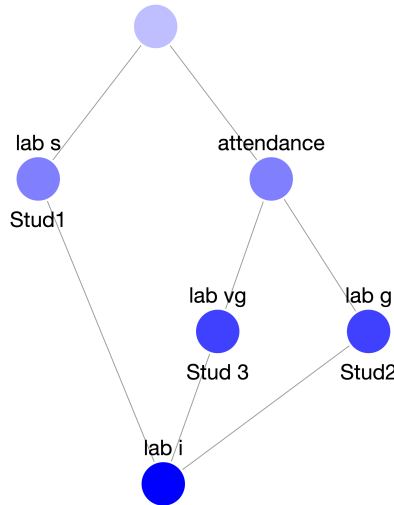 lab s
attendance
Stud1
lab vg
lab g
Stud 3
Stud2
lab i